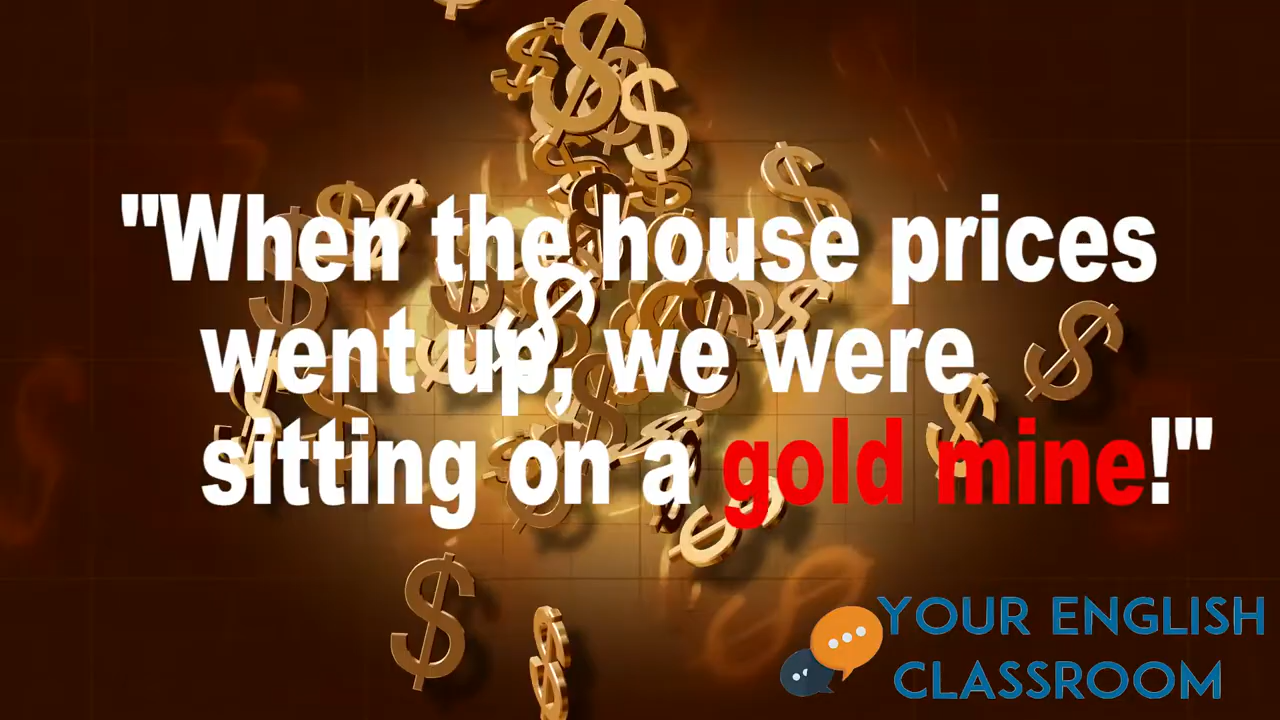 "When the house prices
went up, we were
sitting on a gold mine!"
YOUR ENGLISH
CLASSROOM